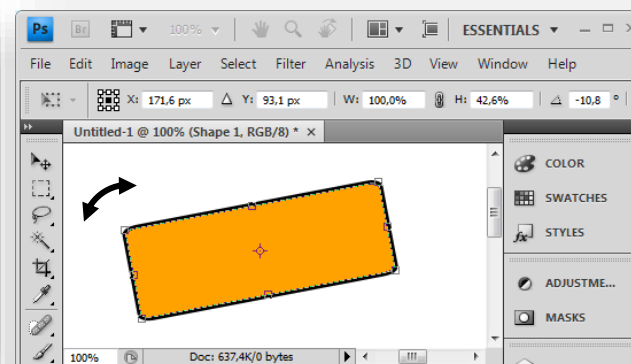 Ps Br 100% ESSENTIALS
File Edit Image Layer Select Filter Analysis 3D View Window Help
X: 171,6 px Δ Y: 93,1 px W: 100,0% H: 42,6% -10,8 °
Untitled-1 @ 100% (Shape 1, RGB/8) * ×
COLOR
SWATCHES
fx STYLES
ADJUSTME...
MASKS
100% Doc: 637,4K/0 bytes